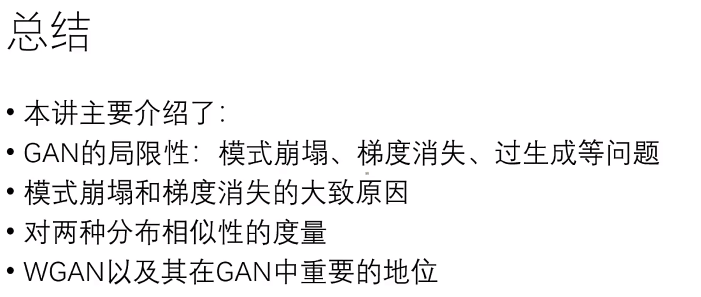 总结
• 本讲主要介绍了：
• GAN的局限性：模式崩塌、梯度消失、过生成等问题
• 模式崩塌和梯度消失的大致原因
• 对两种分布相似性的度量
• WGAN以及其在GAN中重要的地位